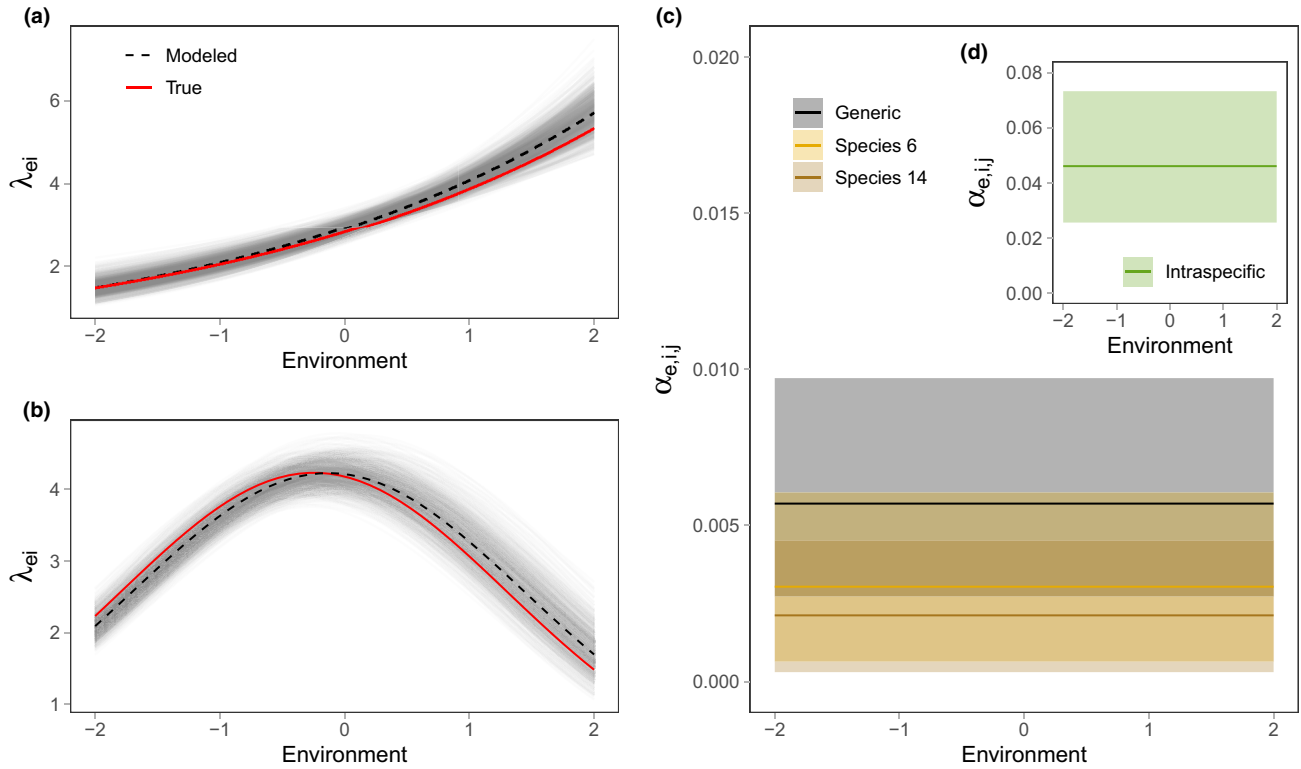 (a)
λei
6
4
2
Modeled
True
−2
−1
0
1
2
Environment
(b)
λei
4
3
2
1
−2
−1
0
1
2
Environment
(c)
αe,i,j
0.020
0.015
0.010
0.005
0.000
Generic
Species 6
Species 14
−2
−1
0
1
2
Environment
(d)
αe,i,j
0.08
0.06
0.04
0.02
0.00
Intraspecific
−2
−1
0
1
2
Environment